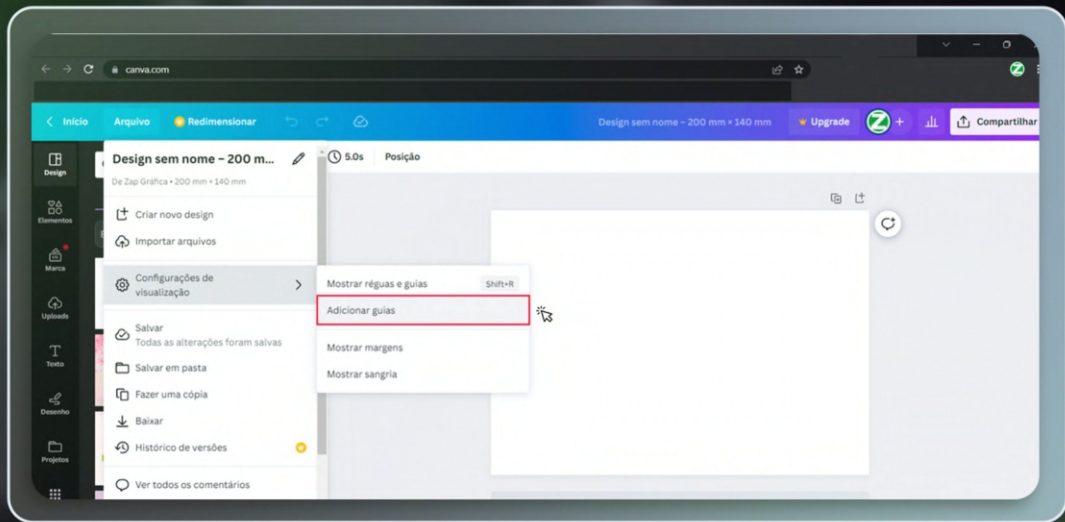 canva.com
Início
Arquivo
Redimensionar
Design sem nome – 200 mm × 140 mm
Upgrade
Z
+
Compartilhar
Design
Elementos
Marca
Uploads
Texto
Desenho
Projetos
Design sem nome – 200 m...
De Zap Gráfica • 200 mm × 140 mm
Criar novo design
Importar arquivos
Configurações de
visualização
Salvar
Todas as alterações foram salvas
Salvar em pasta
Fazer uma cópia
Baixar
Histórico de versões
Ver todos os comentários
5.0s
Posição
Mostrar réguas e guias
Shift+R
Adicionar guias
Mostrar margens
Mostrar sangria